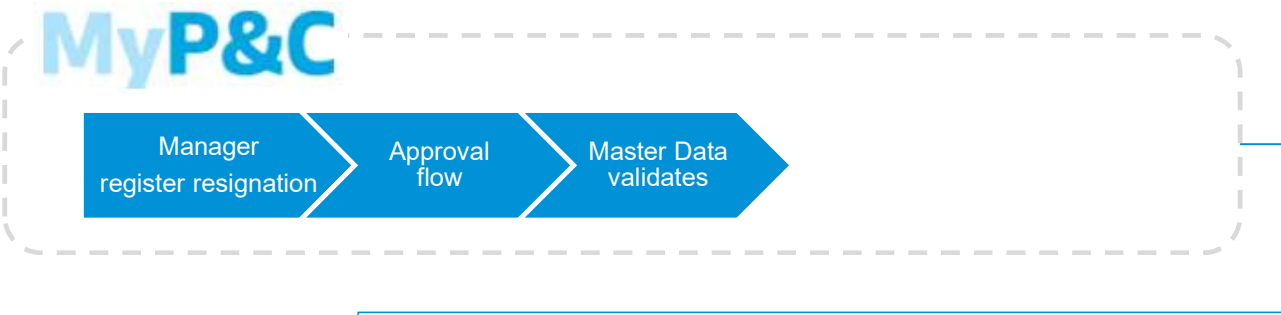 MyP&C
Manager
register resignation
Approval
flow
Master Data
validates